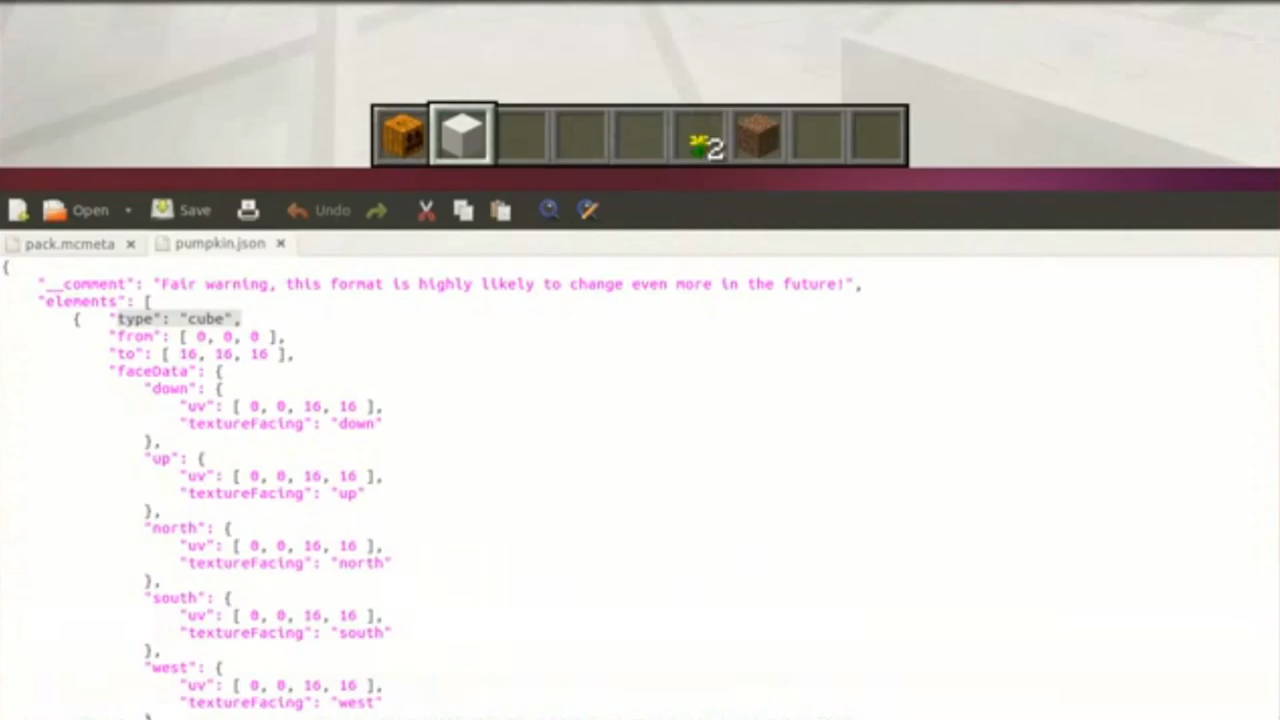 2
Open Save Undo
pack.mcmeta × pumpkin.json ×
{
"__comment": "Fair warning, this format is highly likely to change even more in the future!",
"elements": [
{ "type": "cube",
"from": [ 0, 0, 0 ],
"to": [ 16, 16, 16 ],
"faceData": {
"down": {
"uv": [ 0, 0, 16, 16 ],
"textureFacing": "down"
},
"up": {
"uv": [ 0, 0, 16, 16 ],
"textureFacing": "up"
},
"north": {
"uv": [ 0, 0, 16, 16 ],
"textureFacing": "north"
},
"south": {
"uv": [ 0, 0, 16, 16 ],
"textureFacing": "south"
},
"west": {
"uv": [ 0, 0, 16, 16 ],
"textureFacing": "west"